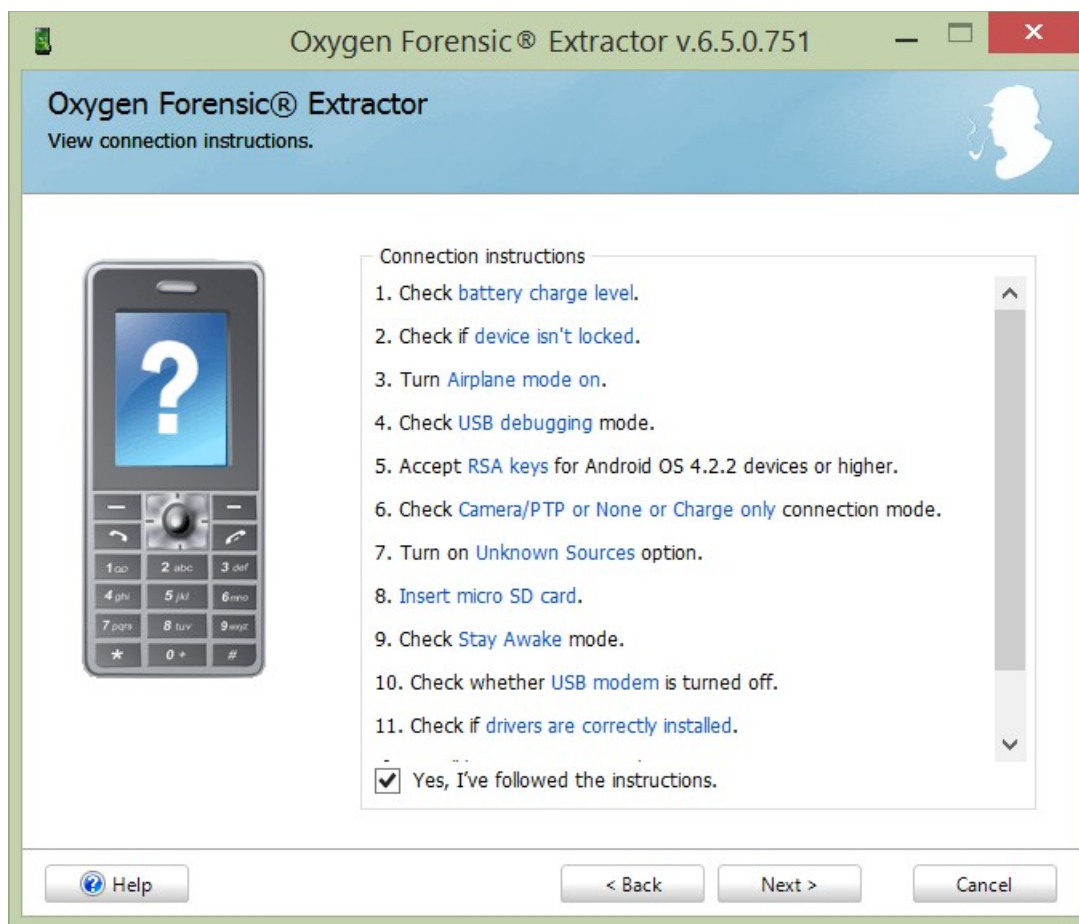 Oxygen Forensic® Extractor v.6.5.0.751
Oxygen Forensic® Extractor
View connection instructions.
Connection instructions
1. Check battery charge level.
2. Check if device isn't locked.
3. Turn Airplane mode on.
4. Check USB debugging mode.
5. Accept RSA keys for Android OS 4.2.2 devices or higher.
6. Check Camera/PTP or None or Charge only connection mode.
7. Turn on Unknown Sources option.
8. Insert micro SD card.
9. Check Stay Awake mode.
10. Check whether USB modem is turned off.
11. Check if drivers are correctly installed.
Yes, I've followed the instructions.
?
1 2 abc 3 def
4 ghi 5 jkl 6 mno
7 pqrs 8 tuv 9 wxyz
* 0 + #
Help < Back Next > Cancel